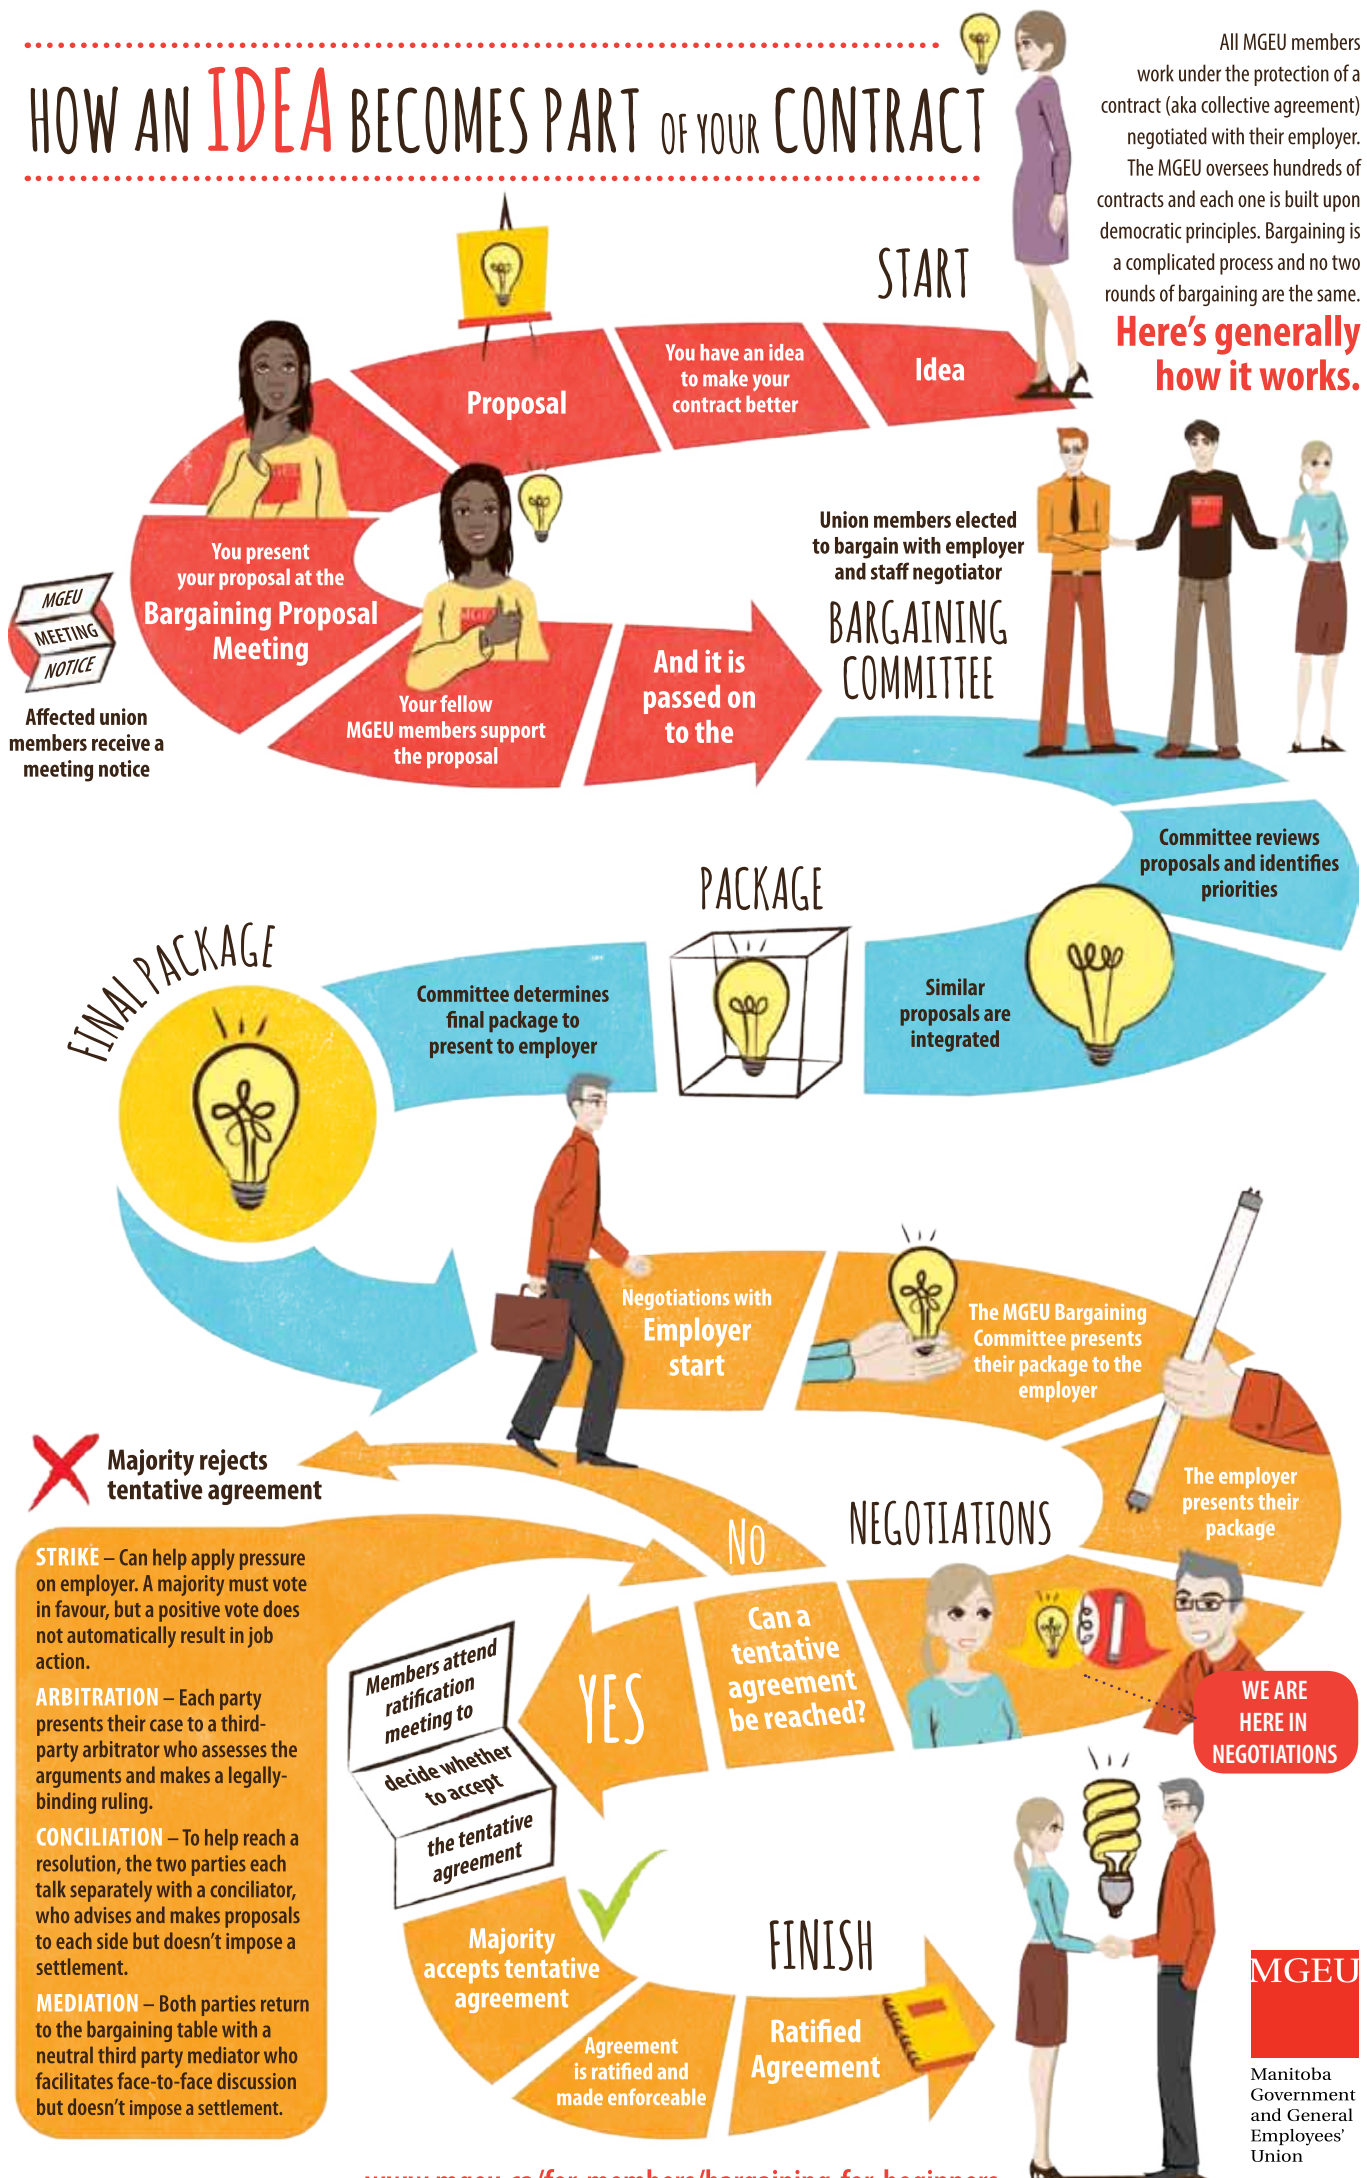 HOW AN IDEA BECOMES PART OF YOUR CONTRACT
All MGEU members
work under the protection of a
contract (aka collective agreement)
negotiated with their employer.
The MGEU oversees hundreds of
contracts and each one is built upon
democratic principles. Bargaining is
a complicated process and no two
rounds of bargaining are the same.
Here's generally
how it works.
START
Idea
You have an idea
to make your
contract better
Proposal
You present
your proposal at the
Bargaining Proposal
Meeting
MGEU
MEETING
NOTICE
Affected union
members receive a
meeting notice
MGEU
Your fellow
MGEU members support
the proposal
And it is
passed on
to the
Union members elected
to bargain with employer
and staff negotiator
BARGAINING
COMMITTEE
Committee reviews
proposals and identifies
priorities
Similar
proposals are
integrated
PACKAGE
Committee determines
final package to
present to employer
FINAL PACKAGE
Negotiations with
Employer
start
The MGEU Bargaining
Committee presents
their package to the
employer
The employer
presents their
package
NEGOTIATIONS
WE ARE
HERE IN
NEGOTIATIONS
Can a
tentative
agreement
be reached?
NO
Majority rejects
tentative agreement
STRIKE – Can help apply pressure
on employer. A majority must vote
in favour, but a positive vote does
not automatically result in job
action.
ARBITRATION – Each party
presents their case to a third-
party arbitrator who assesses the
arguments and makes a legally-
binding ruling.
CONCILIATION – To help reach a
resolution, the two parties each
talk separately with a conciliator,
who advises and makes proposals
to each side but doesn't impose a
settlement.
MEDIATION – Both parties return
to the bargaining table with a
neutral third party mediator who
facilitates face-to-face discussion
but doesn't impose a settlement.
YES
Members attend
ratification
meeting to
decide whether
to accept
the tentative
agreement
Majority
accepts tentative
agreement
Agreement
is ratified and
made enforceable
Ratified
Agreement
FINISH
MGEU
Manitoba
Government
and General
Employees'
Union
www.mgeu.ca/for-members/bargaining-for-beginners